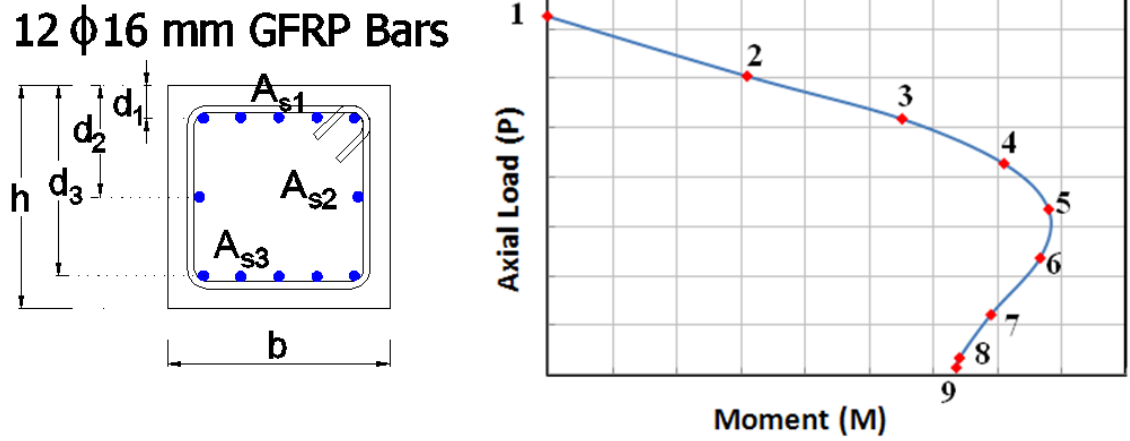 12 ϕ16 mm GFRP Bars
d1
d2
d3
h
b
As1
As2
As3
1
2
3
4
5
6
7
8
9
Axial Load (P)
Moment (M)